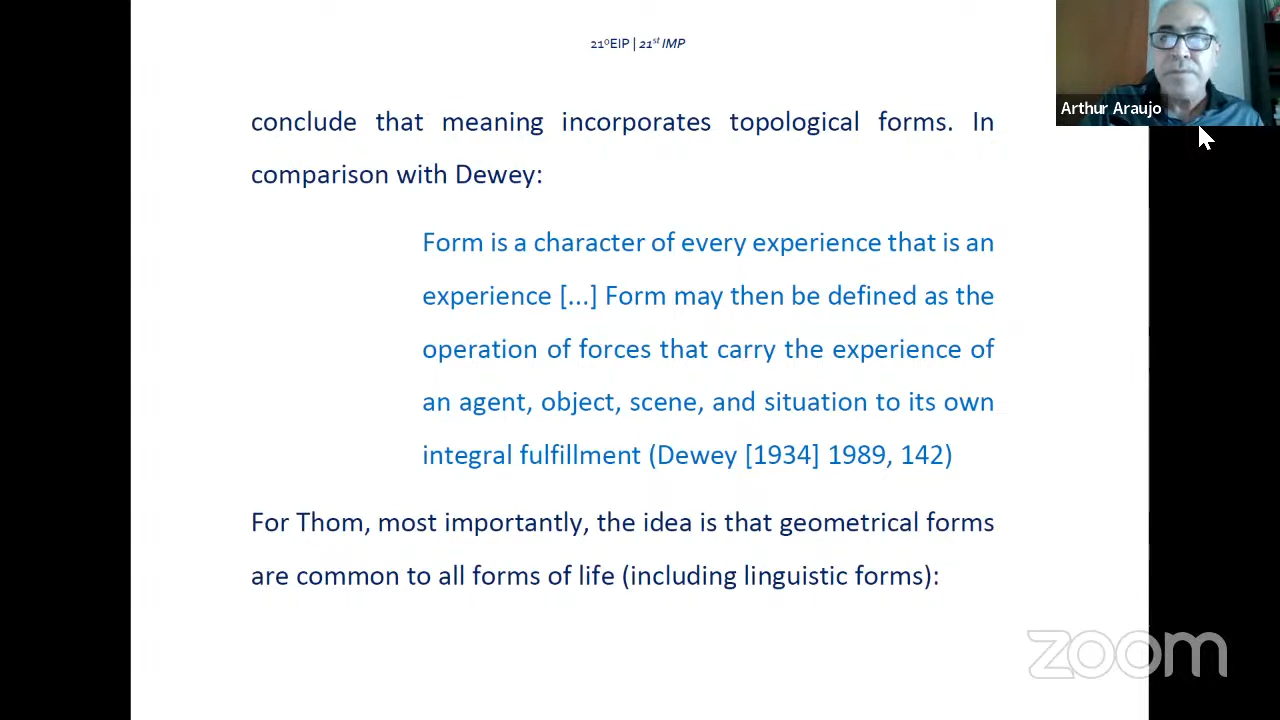 21ºEIP | 21st IMP
Arthur Araujo
conclude that meaning incorporates topological forms. In
comparison with Dewey:
Form is a character of every experience that is an
experience [...] Form may then be defined as the
operation of forces that carry the experience of
an agent, object, scene, and situation to its own
integral fulfillment (Dewey [1934] 1989, 142)
For Thom, most importantly, the idea is that geometrical forms
are common to all forms of life (including linguistic forms):
zoom